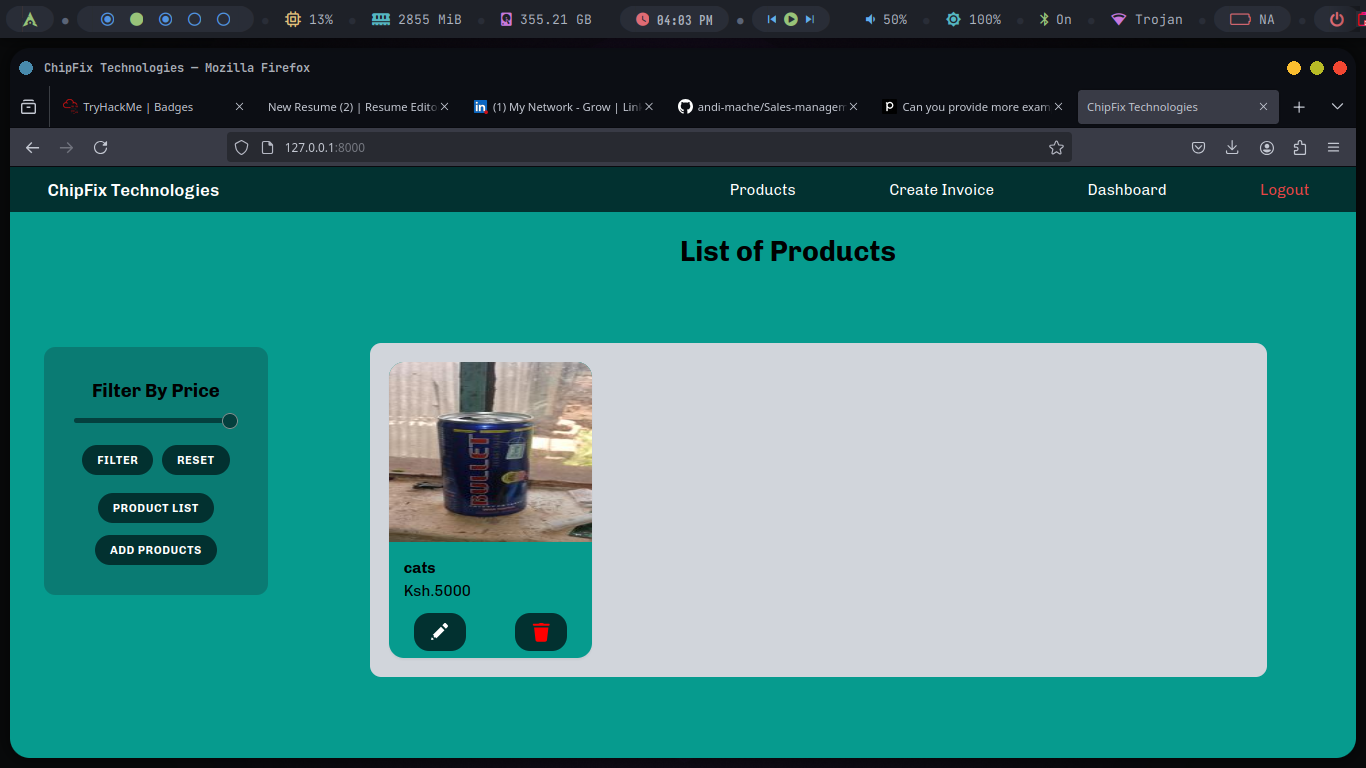 13% 2855 MiB 355.21 GB 04:03 PM 50% 100% On Trojan NA
ChipFix Technologies — Mozilla Firefox
TryHackMe | Badges New Resume (2) | Resume Edito (1) My Network - Grow | Lin andi-mache/Sales-managem Can you provide more exam ChipFix Technologies
127.0.0.1:8000
ChipFix Technologies Products Create Invoice Dashboard Logout
List of Products
Filter By Price
FILTER RESET
PRODUCT LIST
ADD PRODUCTS
BULLET
cats
Ksh.5000